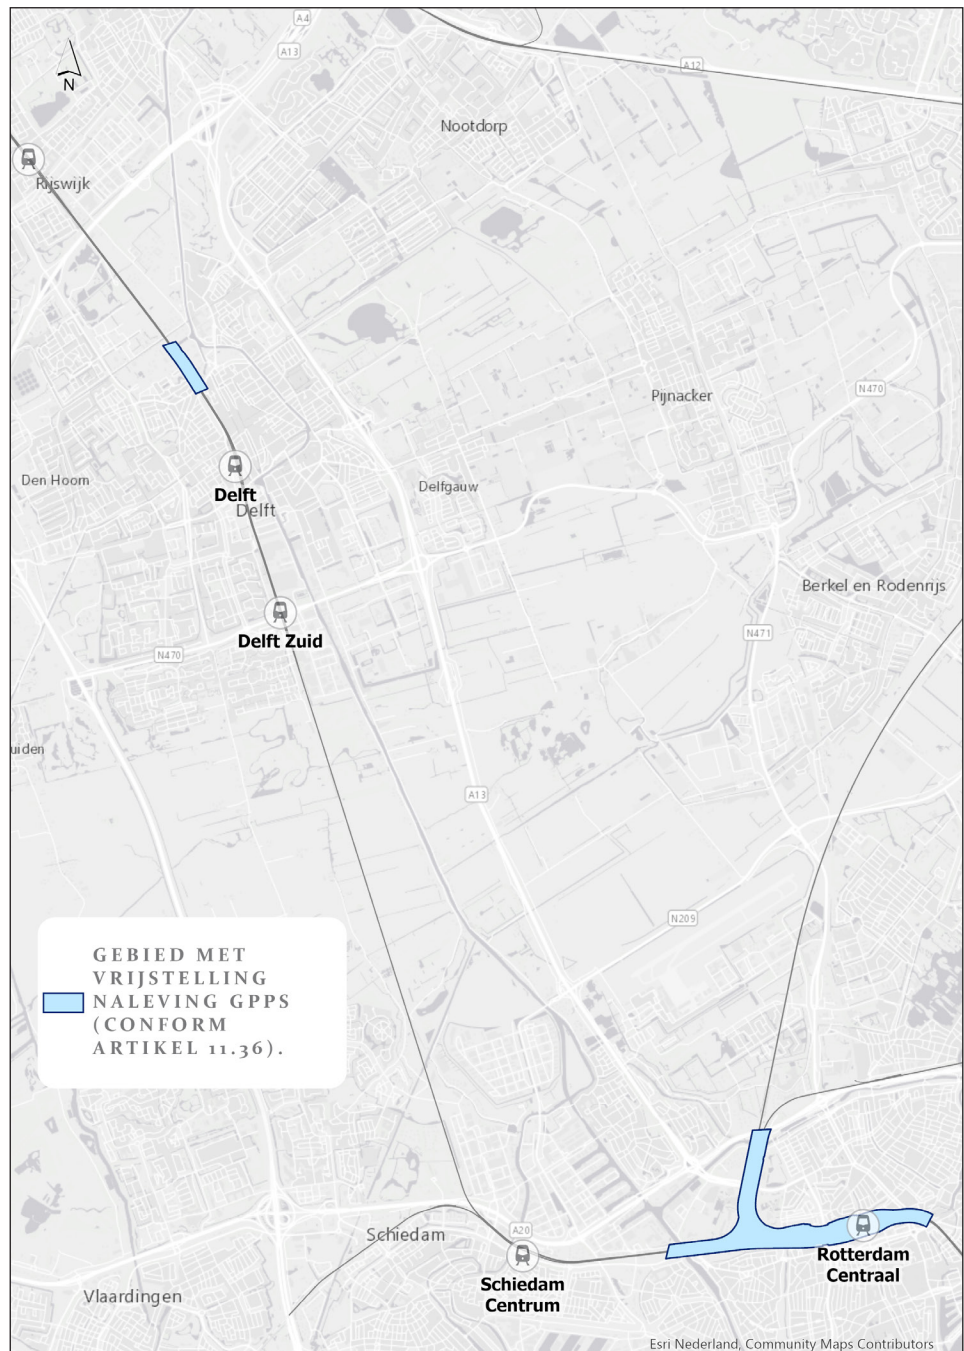 A4
A13
A12
N
Nootdorp
Rijswijk
Pijnacker
N470
Den Hoorn
Delfgauw
Delft
Delft
Berkel en Rodenrijs
Delft Zuid
N471
N470
uiden
A13
N209
GEBIED MET
VRIJSTELLING
NALEVING GPPS
(CONFORM
ARTIKEL 11.36).
Schiedam
A20
Rotterdam
Centraal
Schiedam
Centrum
Vlaardingen
Esri Nederland, Community Maps Contributors